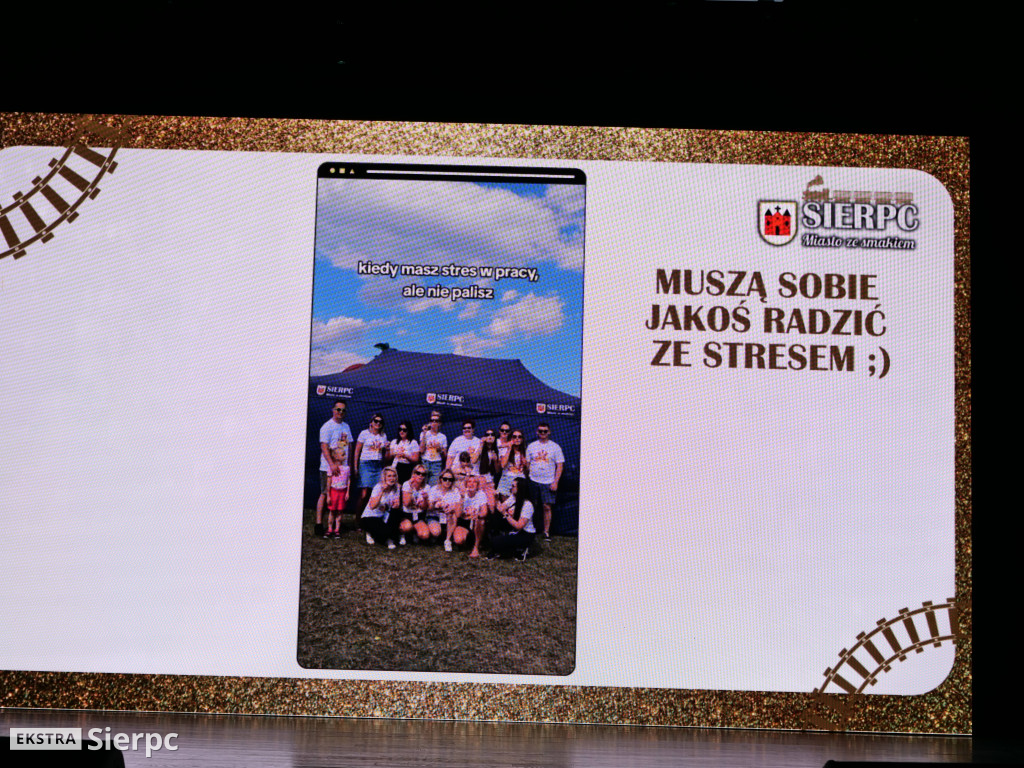 SIERPC
Miasto ze smakiem
MUSZĄ SOBIE
JAKOŚ RADZIĆ
ZE STRESEM ;)
kiedy masz stres w pracy,
ale nie palisz
SIERPC
SIERPC
SIERPC
EKSTRA Sierpc